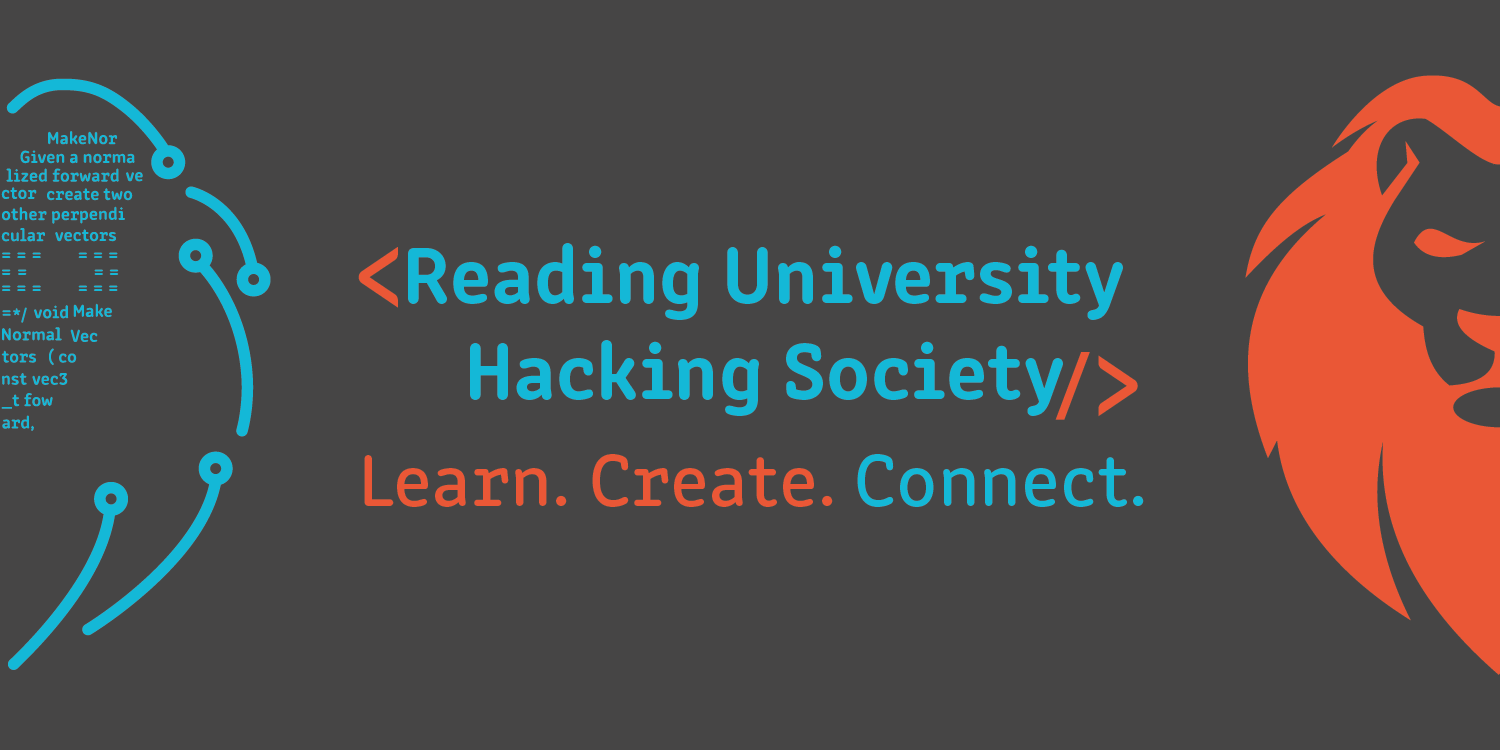 MakeNor
Given a norma
lized forward ve
ctor create two
other perpendi
cular vectors
= = = = = =
= = = =
= = = = = =
=*/ void Make
Normal Vec
tors ( co
nst vec3
_t fow
ard,
<Reading University
Hacking Society/>
Learn. Create. Connect.